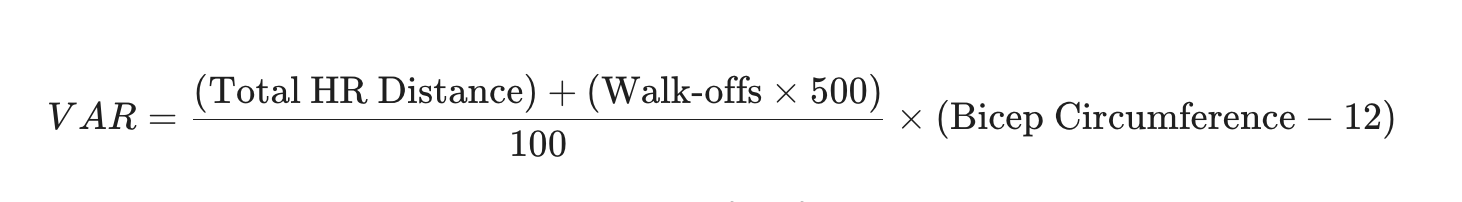 VAR = (Total HR Distance) + (Walk-offs × 500) / 100 × (Bicep Circumference − 12)